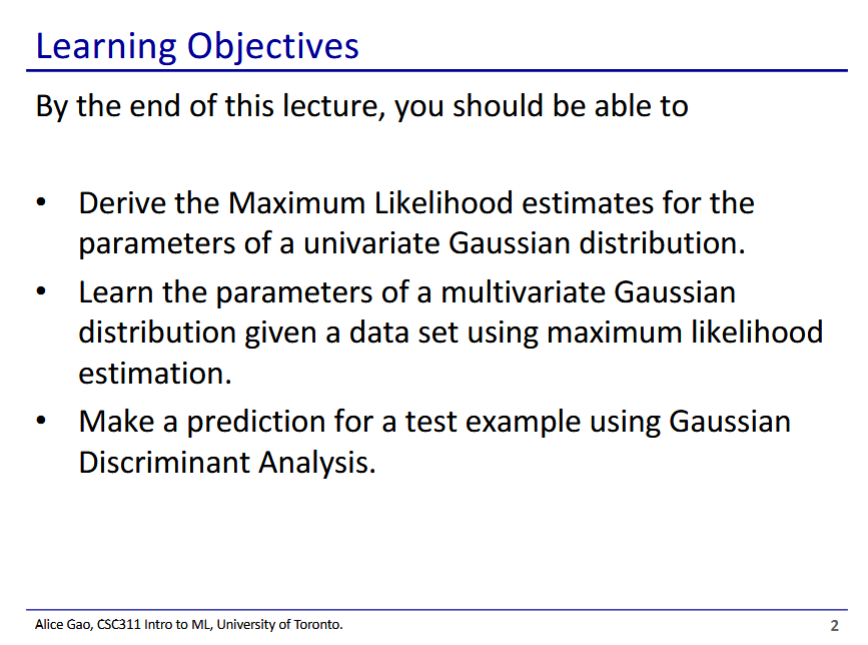 Learning Objectives
By the end of this lecture, you should be able to
• Derive the Maximum Likelihood estimates for the
parameters of a univariate Gaussian distribution.
• Learn the parameters of a multivariate Gaussian
distribution given a data set using maximum likelihood
estimation.
• Make a prediction for a test example using Gaussian
Discriminant Analysis.
Alice Gao, CSC311 Intro to ML, University of Toronto.
2